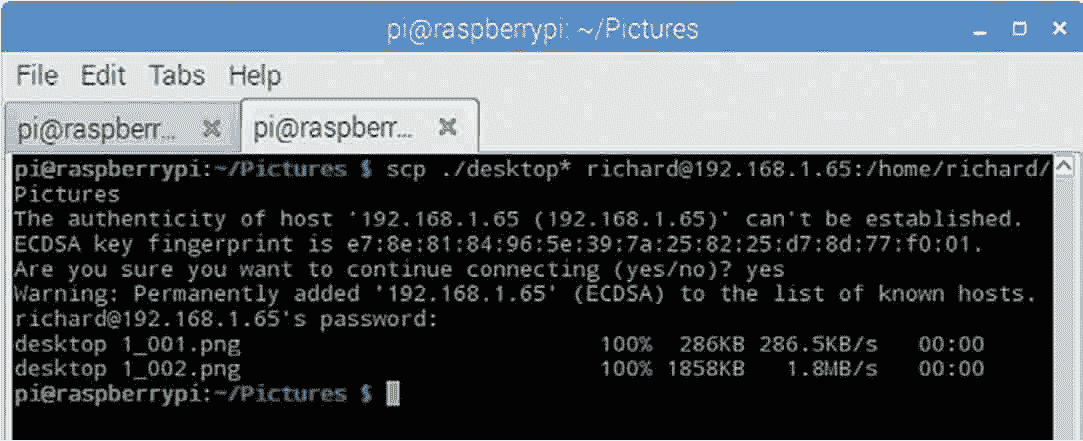 pi@raspberrypi: ~/Pictures
File Edit Tabs Help
pi@raspberr... pi@raspberr...
pi@raspberrypi:~/Pictures $ scp ./desktop* richard@192.168.1.65:/home/richard/
Pictures
The authenticity of host '192.168.1.65 (192.168.1.65)' can't be established.
ECDSA key fingerprint is e7:8e:81:84:96:5e:39:7a:25:82:25:d7:8d:77:f0:01.
Are you sure you want to continue connecting (yes/no)? yes
Warning: Permanently added '192.168.1.65' (ECDSA) to the list of known hosts.
richard@192.168.1.65's password:
desktop 1_001.png 100% 286KB 286.5KB/s 00:00
desktop 1_002.png 100% 1858KB 1.8MB/s 00:00
pi@raspberrypi:~/Pictures $